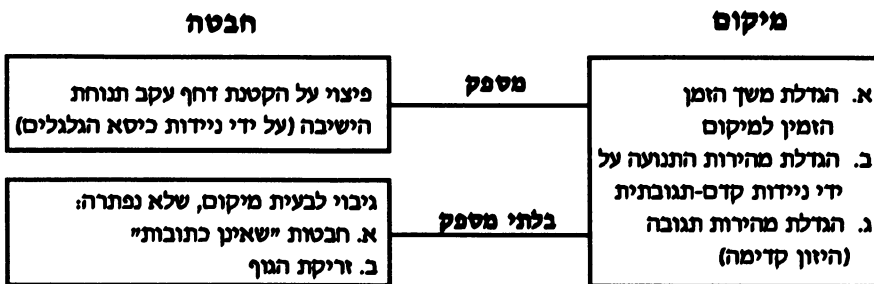 מיקום
חבטה
א. הגדלת משך הזמן
הזמין למיקום
ב. הגדלת מהירות התנועה על
ידי ניידות קדם-תגובתית
ג. הגדלת מהירות תגובה
(היזון קדימה)
מספק
פיצוי על הקטנת דחף עקב תנוחת
הישיבה (על ידי ניידות כיסא הגלגלים)
בלתי מספק
גיבוי לבעית מיקום, שלא נפתרה:
א. חבטות "שאינן כתובות"
ב. זריקת הגוף